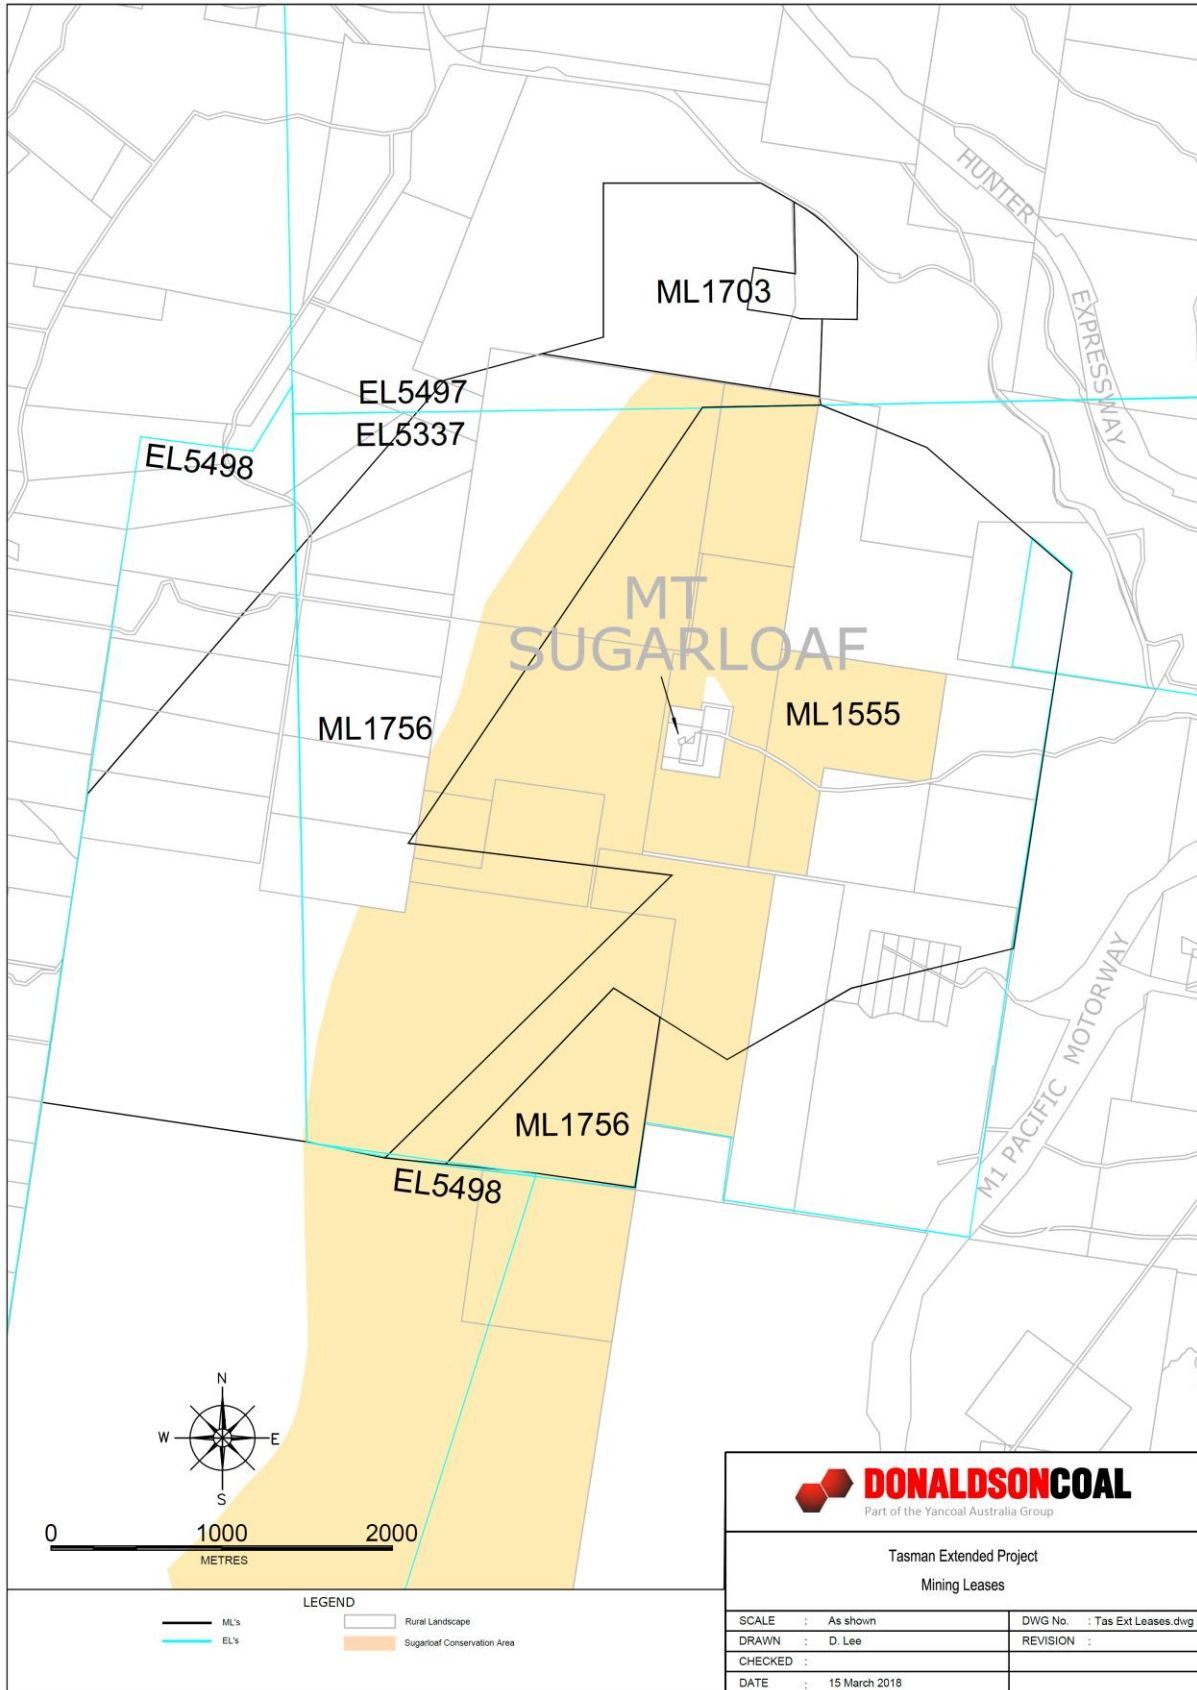 HUNTER
EXPRESSWAY
ML1703
EL5497
EL5337
EL5498
MT
SUGARLOAF
ML1756
ML1555
M1 PACIFIC MOTORWAY
ML1756
EL5498
N
W E
S
0 1000 2000
METRES
LEGEND
ML's
EL's
Rural Landscape
Sugarloaf Conservation Area
DONALDSONCOAL
Part of the Yancoal Australia Group
Tasman Extended Project
Mining Leases
SCALE : As shown
DWG No. : Tas Ext Leases.dwg
DRAWN : D. Lee
REVISION :
CHECKED :
DATE : 15 March 2018